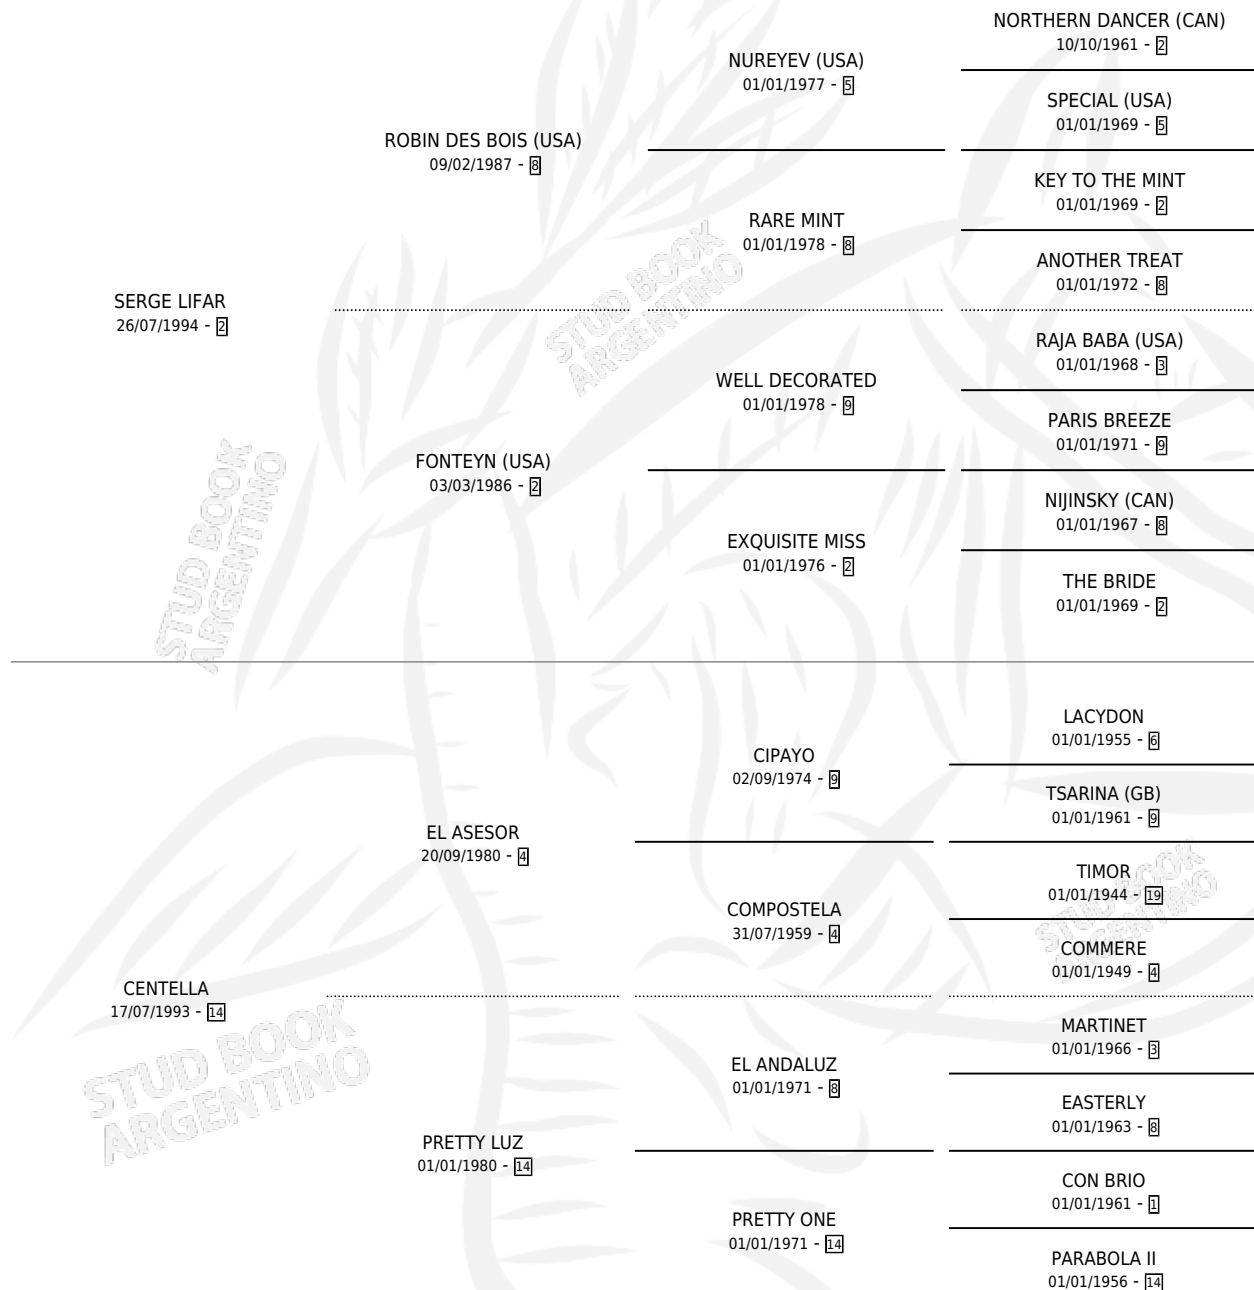 NORTHERN DANCER (CAN)
10/10/1961 - 2
NUREYEV (USA)
01/01/1977 - 5
SPECIAL (USA)
01/01/1969 - 5
ROBIN DES BOIS (USA)
09/02/1987 - 8
KEY TO THE MINT
01/01/1969 - 2
RARE MINT
01/01/1978 - 8
ANOTHER TREAT
01/01/1972 - 8
SERGE LIFAR
26/07/1994 - 2
STUD BOOK
ARGENTINO
RAJA BABA (USA)
01/01/1968 - 3
WELL DECORATED
01/01/1978 - 9
PARIS BREEZE
01/01/1971 - 9
FONTEYN (USA)
03/03/1986 - 2
NIJINSKY (CAN)
01/01/1967 - 8
EXQUISITE MISS
01/01/1976 - 2
THE BRIDE
01/01/1969 - 2
STUD BOOK
ARGENTINO
LACYDON
01/01/1955 - 6
CIPAYO
02/09/1974 - 9
TSARINA (GB)
01/01/1961 - 9
EL ASESOR
20/09/1980 - 4
TIMOR
01/01/1944 - 19
COMPOSTELA
31/07/1959 - 4
COMMERE
01/01/1949 - 4
STUD BOOK
ARGENTINO
CENTELLA
17/07/1993 - 14
STUD BOOK
ARGENTINO
MARTINET
01/01/1966 - 3
EL ANDALUZ
01/01/1971 - 8
EASTERLY
01/01/1963 - 8
PRETTY LUZ
01/01/1980 - 14
CON BRIO
01/01/1961 - 1
PRETTY ONE
01/01/1971 - 14
PARABOLA II
01/01/1956 - 14